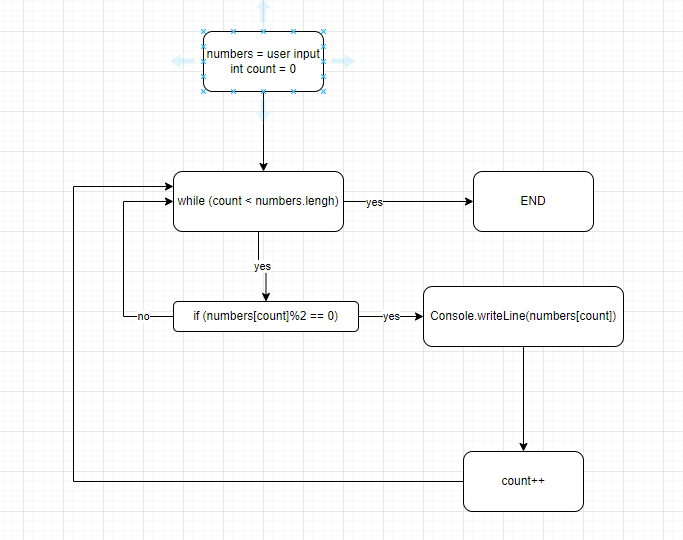 numbers = user input
int count = 0
while (count < numbers.lengh)
yes
END
yes
no
if (numbers[count]%2 == 0)
yes
Console.writeLine(numbers[count])
count++